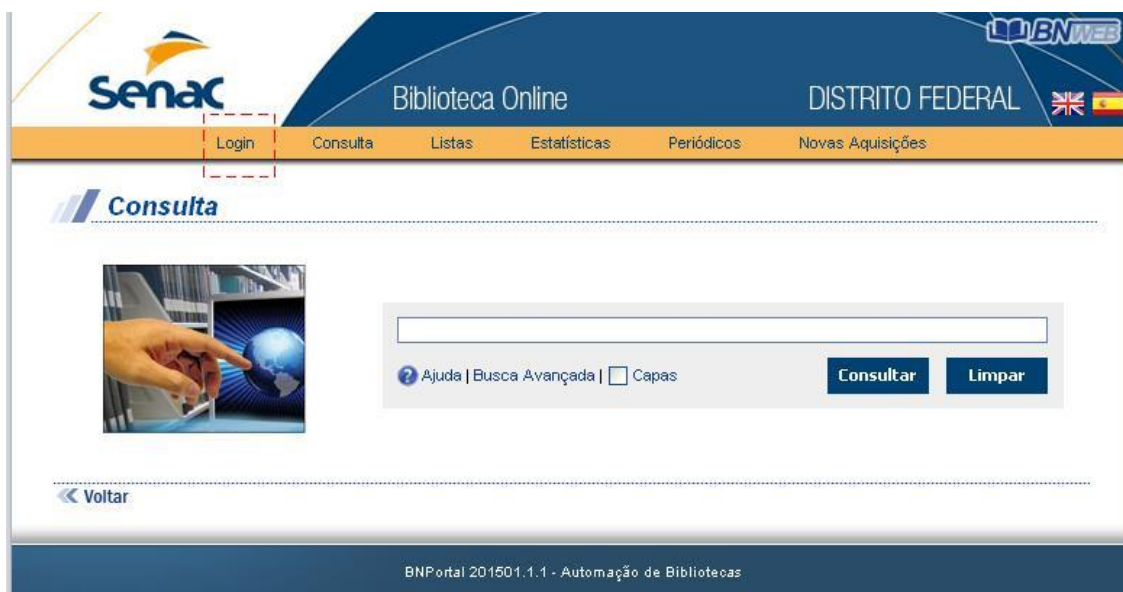 BNWEB
Senac
Biblioteca Online
DISTRITO FEDERAL
Login Consulta Listas Estatísticas Periódicos Novas Aquisições
Consulta
? Ajuda | Busca Avançada | Capas Consultar Limpar
Voltar
BNPortal 201501.1.1 - Automação de Bibliotecas